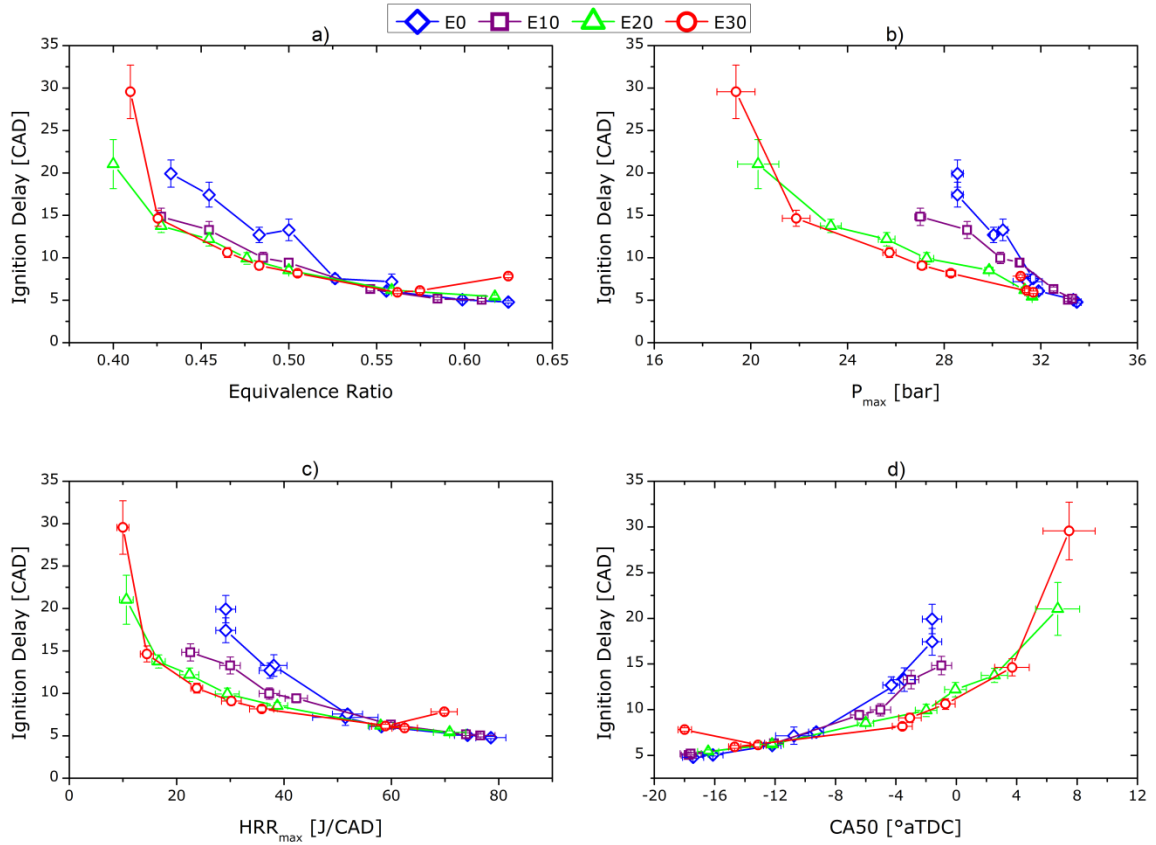 E0 E10 E20 E30
a)
35
30
25
20
15
10
5
0
Ignition Delay [CAD]
0.40 0.45 0.50 0.55 0.60 0.65
Equivalence Ratio
b)
35
30
25
20
15
10
5
0
Ignition Delay [CAD]
16 20 24 28 32 36
Pmax [bar]
c)
35
30
25
20
15
10
5
0
Ignition Delay [CAD]
0 20 40 60 80
HRRmax [J/CAD]
d)
35
30
25
20
15
10
5
0
Ignition Delay [CAD]
-20 -16 -12 -8 -4 0 4 8 12
CA50 [°aTDC]